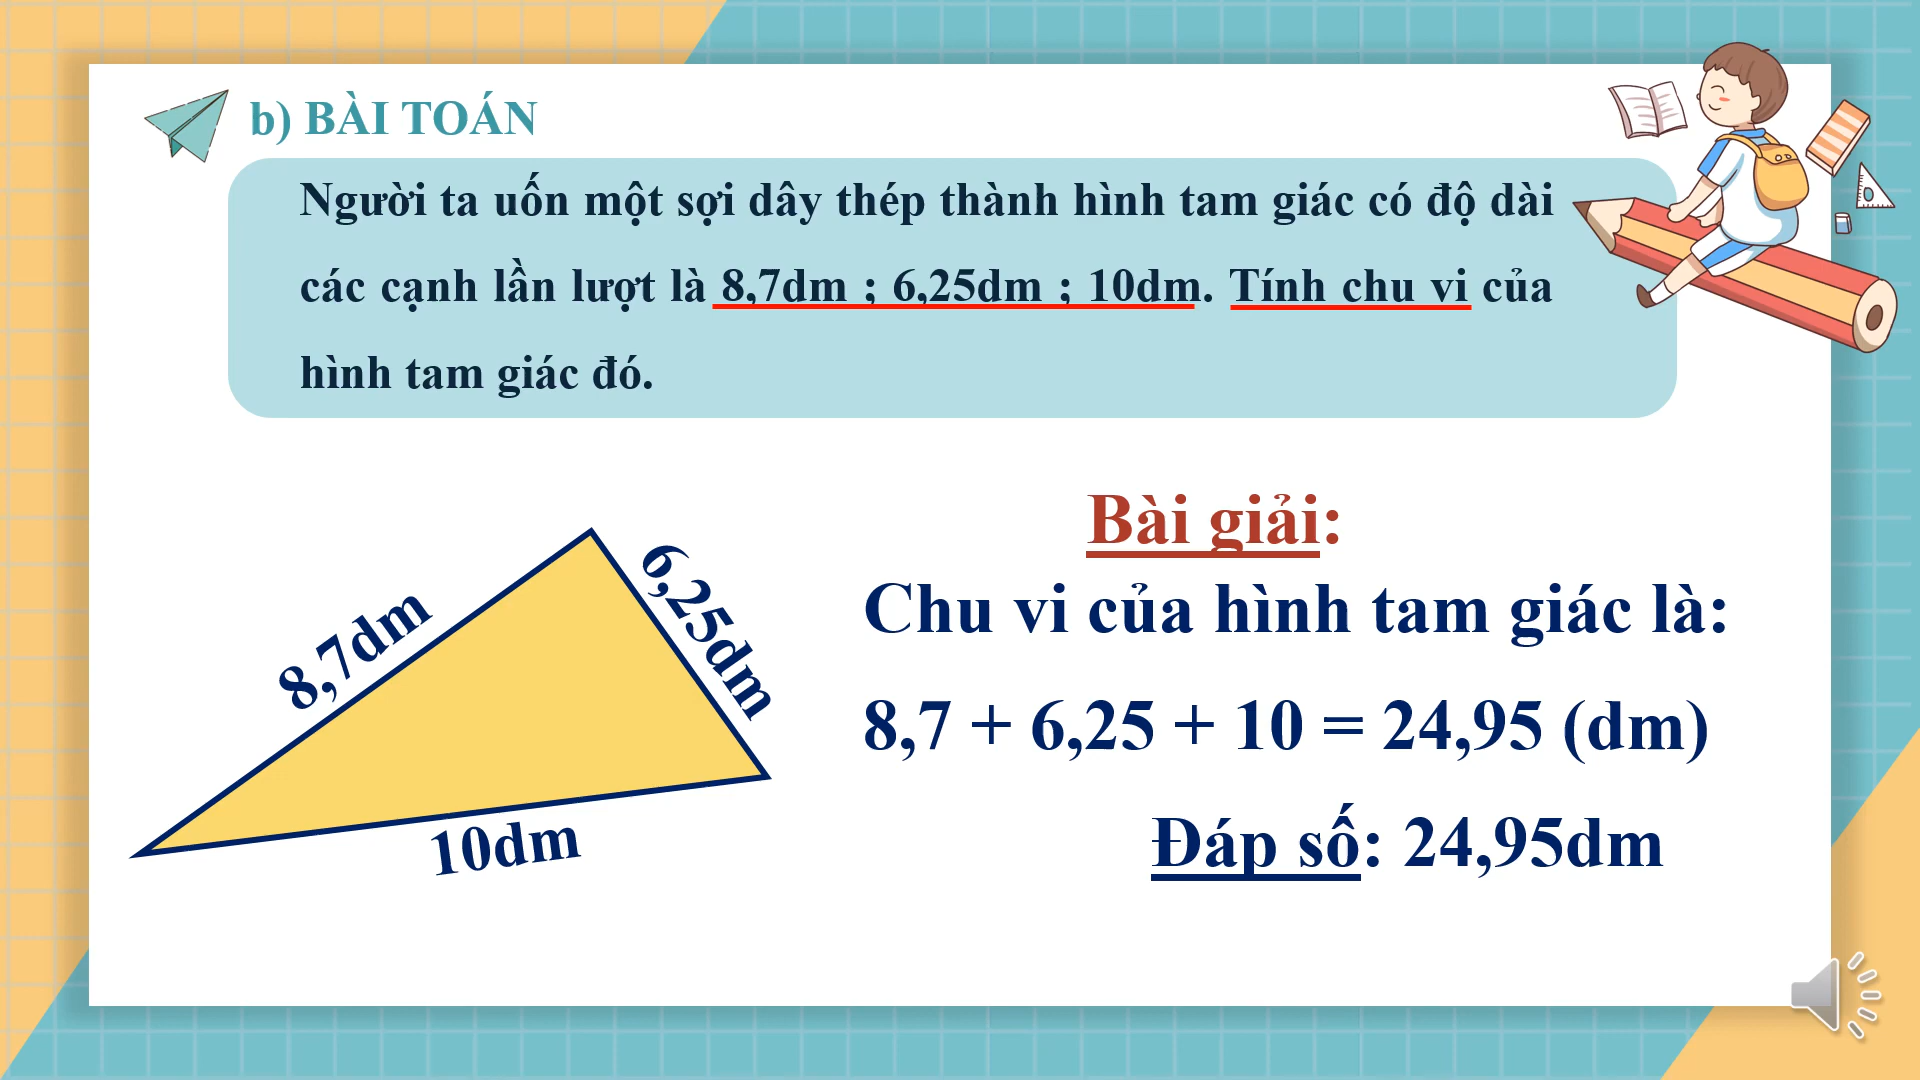 b) BÀI TOÁN
Người ta uốn một sợi dây thép thành hình tam giác có độ dài
các cạnh lần lượt là 8,7dm ; 6,25dm ; 10dm. Tính chu vi của
hình tam giác đó.
8,7dm
6,25dm
10dm
Bài giải:
Chu vi của hình tam giác là:
8,7 + 6,25 + 10 = 24,95 (dm)
Đáp số: 24,95dm